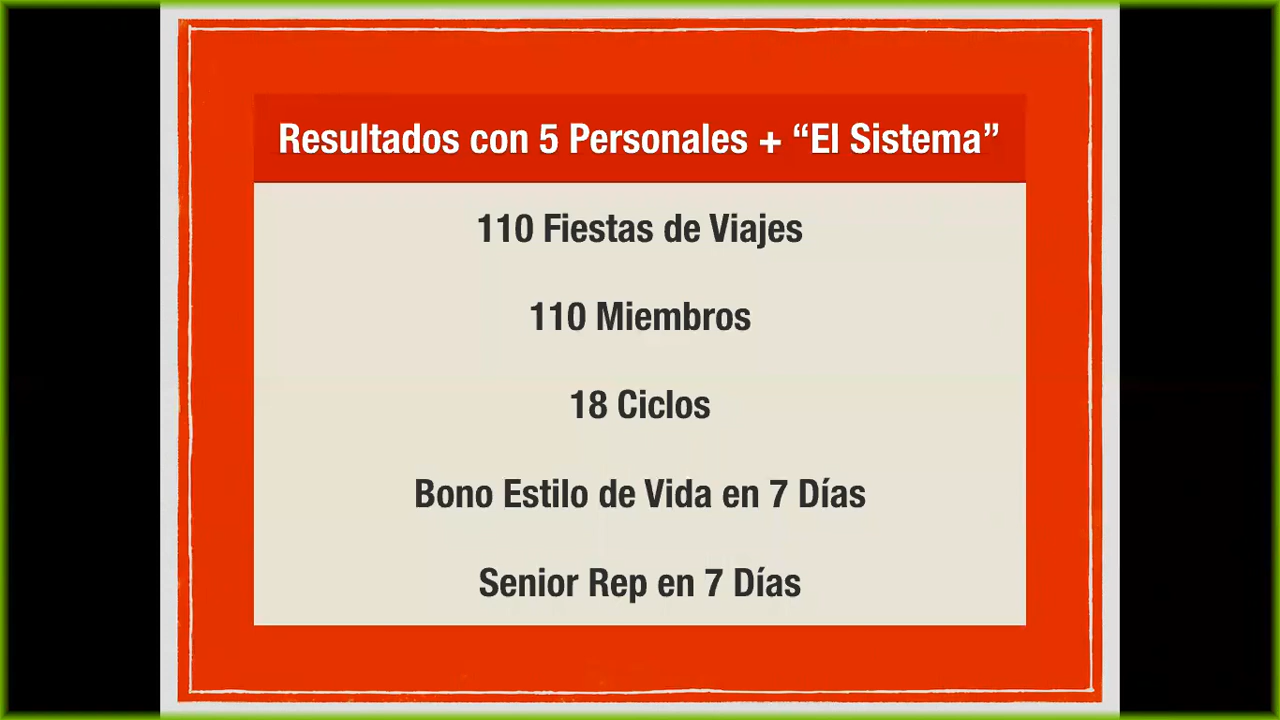 Resultados con 5 Personales + “El Sistema”
110 Fiestas de Viajes
110 Miembros
18 Ciclos
Bono Estilo de Vida en 7 Días
Senior Rep en 7 Días